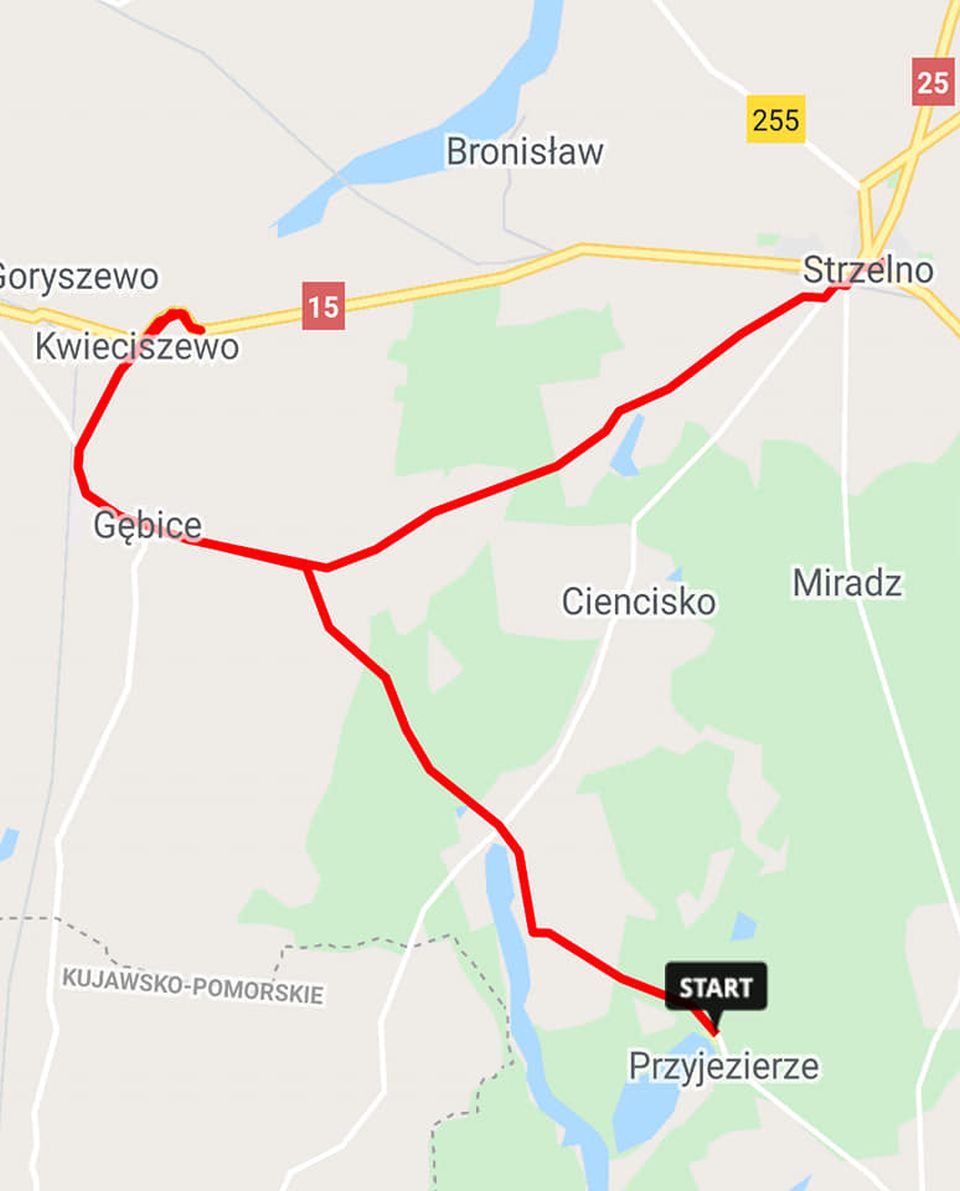 25
255
Bronisław
Strzelno
Goryszewo
15
Kwieciszewo
Gębice
Miradz
Ciencisko
KUJAWSKO-POMORSKIE
START
Przyjezierze